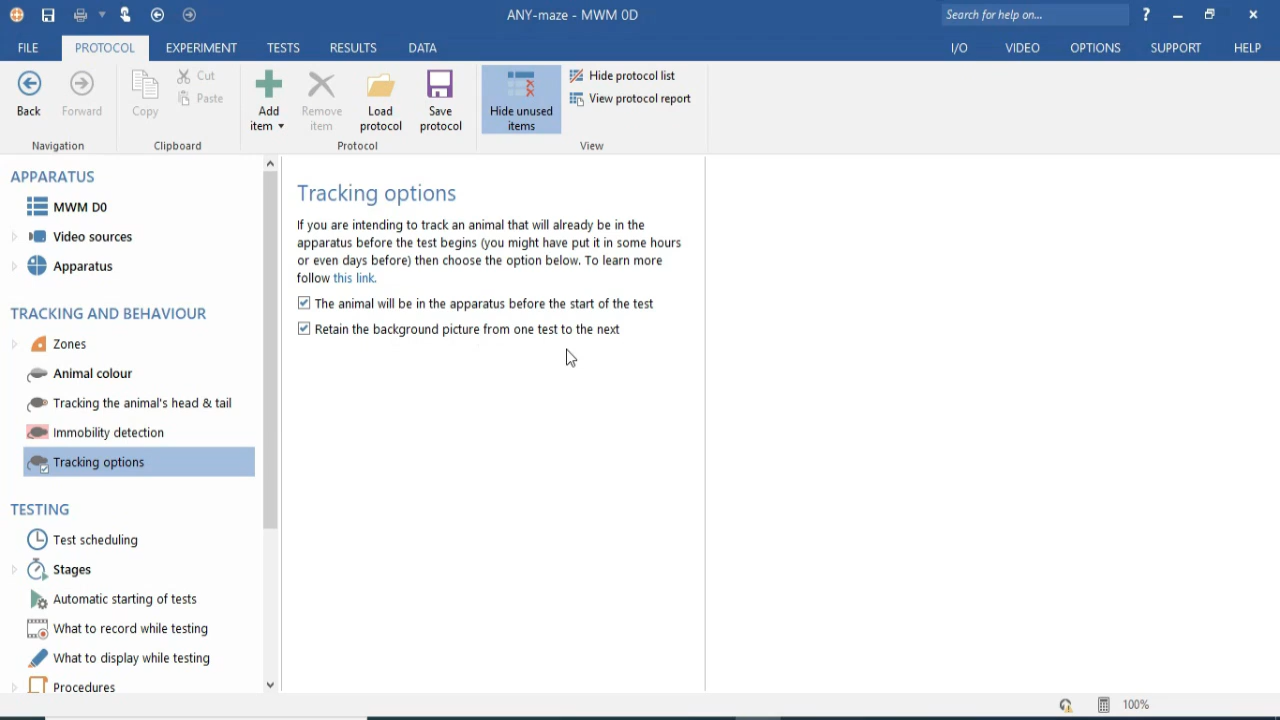 ANY-maze - MWM 0D
Search for help on...
?
FILE
PROTOCOL
EXPERIMENT
TESTS
RESULTS
DATA
I/O
VIDEO
OPTIONS
SUPPORT
HELP
Back
Forward
Navigation
Copy
Cut
Paste
Clipboard
Add
item
Remove
item
Load
protocol
Save
protocol
Protocol
Hide unused
items
Hide protocol list
View protocol report
View
APPARATUS
MWM D0
Video sources
Apparatus
TRACKING AND BEHAVIOUR
Zones
Animal colour
Tracking the animal's head & tail
Immobility detection
Tracking options
TESTING
Test scheduling
Stages
Automatic starting of tests
What to record while testing
What to display while testing
Procedures
Tracking options
If you are intending to track an animal that will already be in the
apparatus before the test begins (you might have put it in some hours
or even days before) then choose the option below. To learn more
follow this link.
The animal will be in the apparatus before the start of the test
Retain the background picture from one test to the next
100%